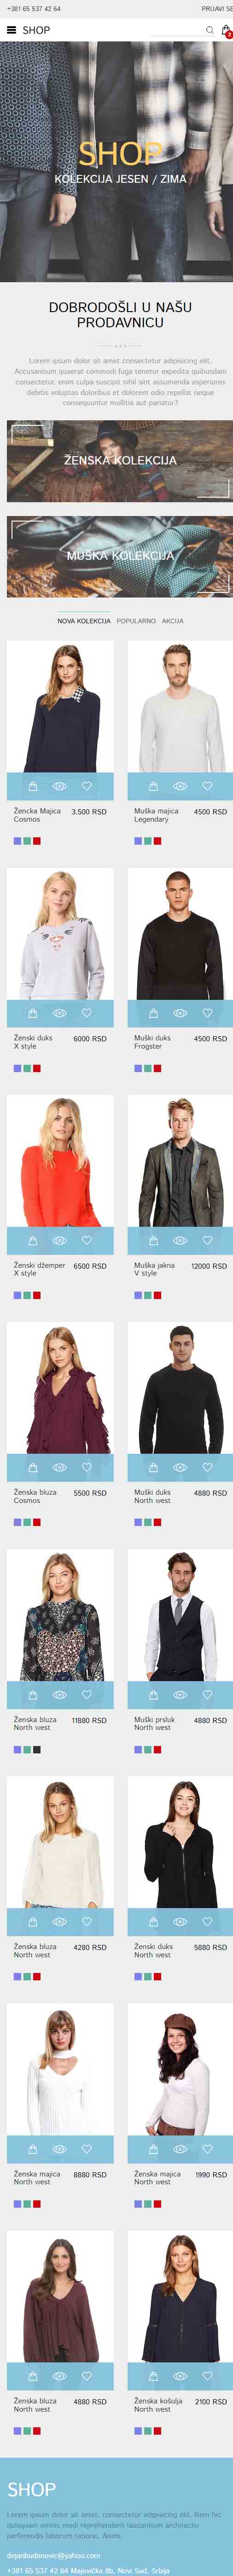 +381 65 537 42 64 PRIJAVI SE
SHOP
2
SHOP
KOLEKCIJA JESEN / ZIMA
DOBRODOŠLI U NAŠU
PRODAVNICU
Lorem ipsum dolor sit amet consectetur adipisicing elit.
Accusantium quaerat commodi fuga tenetur expedita quibusdam
consectetur, enim culpa suscipit nihil sint assumenda asperiores
debitis voluptas doloribus et dolorem odio repellat neque
consequuntur mollitia aut pariatur?
ŽENSKA KOLEKCIJA
MUŠKA KOLEKCIJA
NOVA KOLEKCIJA POPULARNO AKCIJA
Žencka Majica 3.500 RSD
Cosmos
Muška majica 4500 RSD
Legendary
Ženski duks 6000 RSD
X style
Muški duks 4500 RSD
Frogster
Ženski džemper 6500 RSD
X style
Muška jakna 12000 RSD
V style
Ženska bluza 5500 RSD
Cosmos
Muški duks 4880 RSD
North west
Ženska bluza 11880 RSD
North west
Muški prsluk 4880 RSD
North west
Ženska bluza 4280 RSD
North west
Ženski duks 5880 RSD
North west
Ženska majica 8880 RSD
North west
Ženska majica 1990 RSD
North west
Ženska bluza 4880 RSD
North west
Ženska košulja 2100 RSD
North west
SHOP
Lorem ipsum dolor sit amet, consectetur adipisicing elit. Rem hic
quisquam omnis modi reprehenderit laudantium architecto
perferendis laborum ratione. Animi.
dejanbudanovic@yahoo.com
+381 65 537 42 64 Majevička 8b, Novi Sad, Srbija